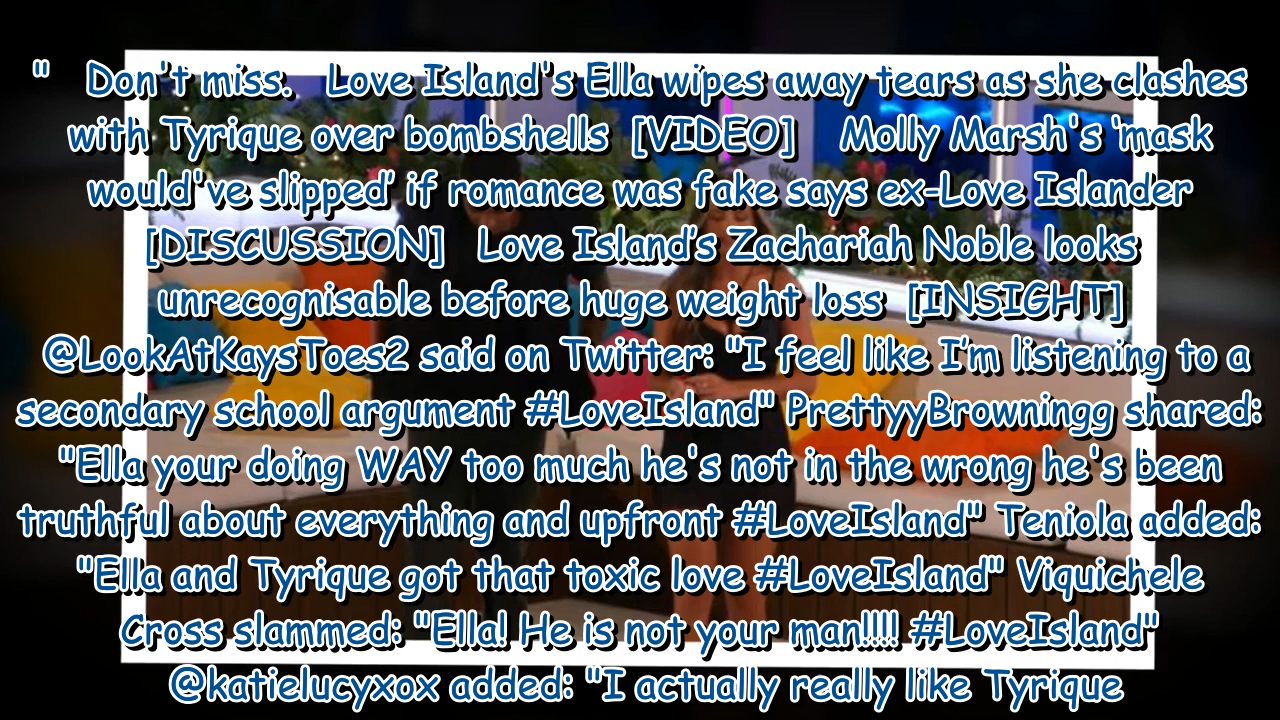 " Don't miss. Love Island's Ella wipes away tears as she clashes
with Tyrique over bombshells [VIDEO] Molly Marsh's ‘mask
would've slipped’ if romance was fake says ex-Love Islander
[DISCUSSION] Love Island’s Zachariah Noble looks
unrecognisable before huge weight loss [INSIGHT]
@LookAtKaysToes2 said on Twitter: "I feel like I’m listening to a
secondary school argument #LoveIsland" PrettyyBrowningg shared:
"Ella your doing WAY too much he's not in the wrong he's been
truthful about everything and upfront #LoveIsland" Teniola added:
"Ella and Tyrique got that toxic love #LoveIsland" Viquichele
Cross slammed: "Ella! He is not your man!!!! #LoveIsland"
@katielucyxox added: "I actually really like Tyrique